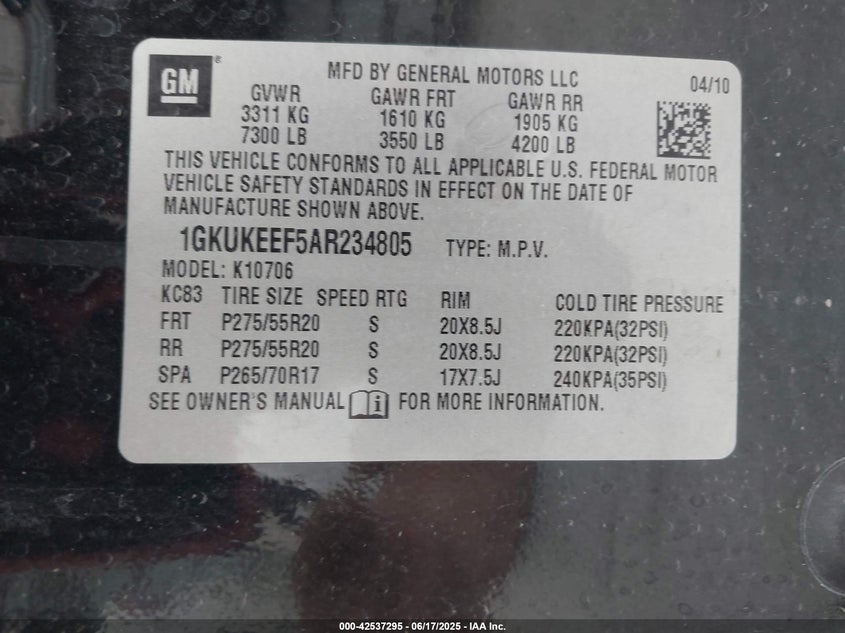 GM®
MFD BY GENERAL MOTORS LLC
04/10
GVWR GAWR FRT GAWR RR
3311 KG 1610 KG 1905 KG
7300 LB 3550 LB 4200 LB
THIS VEHICLE CONFORMS TO ALL APPLICABLE U.S. FEDERAL MOTOR
VEHICLE SAFETY STANDARDS IN EFFECT ON THE DATE OF
MANUFACTURE SHOWN ABOVE.
1GKUKEEF5AR234805 TYPE: M.P.V.
MODEL: K10706
KC83 TIRE SIZE SPEED RTG RIM COLD TIRE PRESSURE
FRT P275/55R20 S 20X8.5J 220KPA(32PSI)
RR P275/55R20 S 20X8.5J 220KPA(32PSI)
SPA P265/70R17 S 17X7.5J 240KPA(35PSI)
SEE OWNER'S MANUAL i FOR MORE INFORMATION.
000-42537295 - 06/17/2025 - IAA Inc.